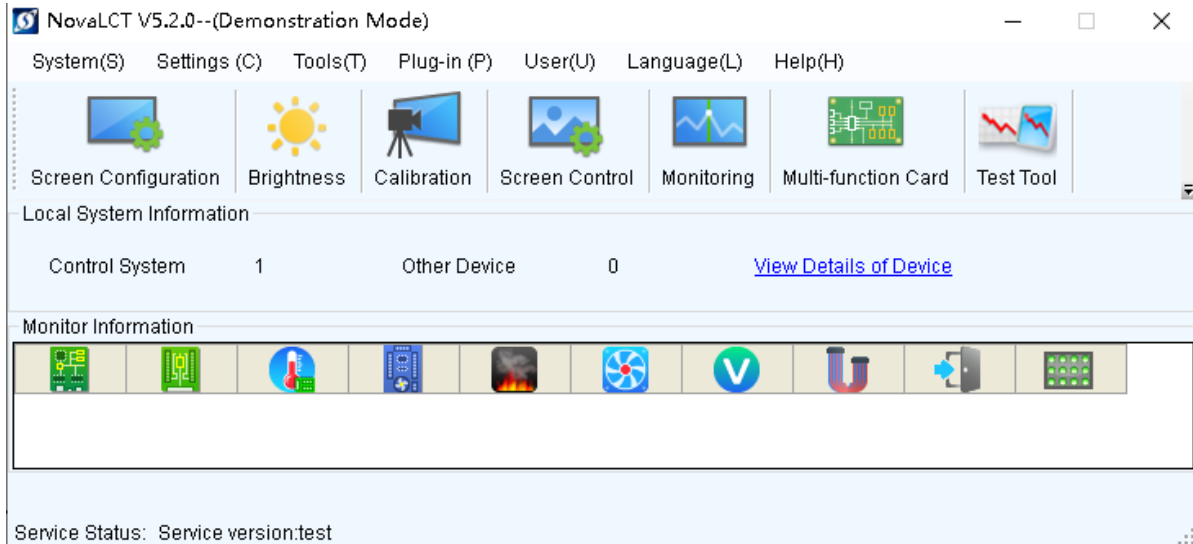 NovaLCT V5.2.0--(Demonstration Mode)
System(S) Settings (C) Tools(T) Plug-in (P) User(U) Language(L) Help(H)
Screen Configuration Brightness Calibration Screen Control Monitoring Multi-function Card Test Tool
Local System Information
Control System 1 Other Device 0 View Details of Device
Monitor Information
V
Service Status: Service version:test